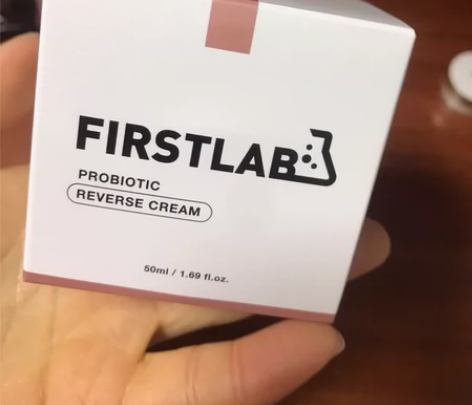 FIRSTLAB
PROBIOTIC
REVERSE CREAM
50ml / 1.69 fl.oz.